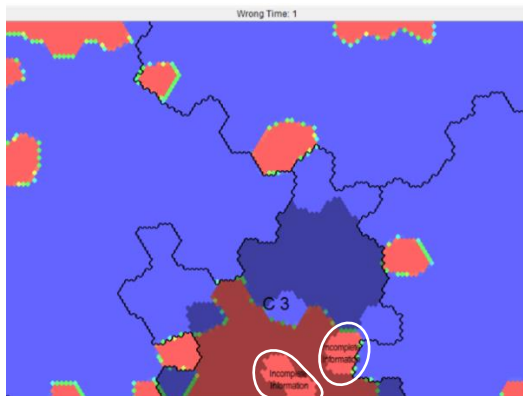 Wrong Time: 1
C 3
Incomplete
Information
Incomplete
Information